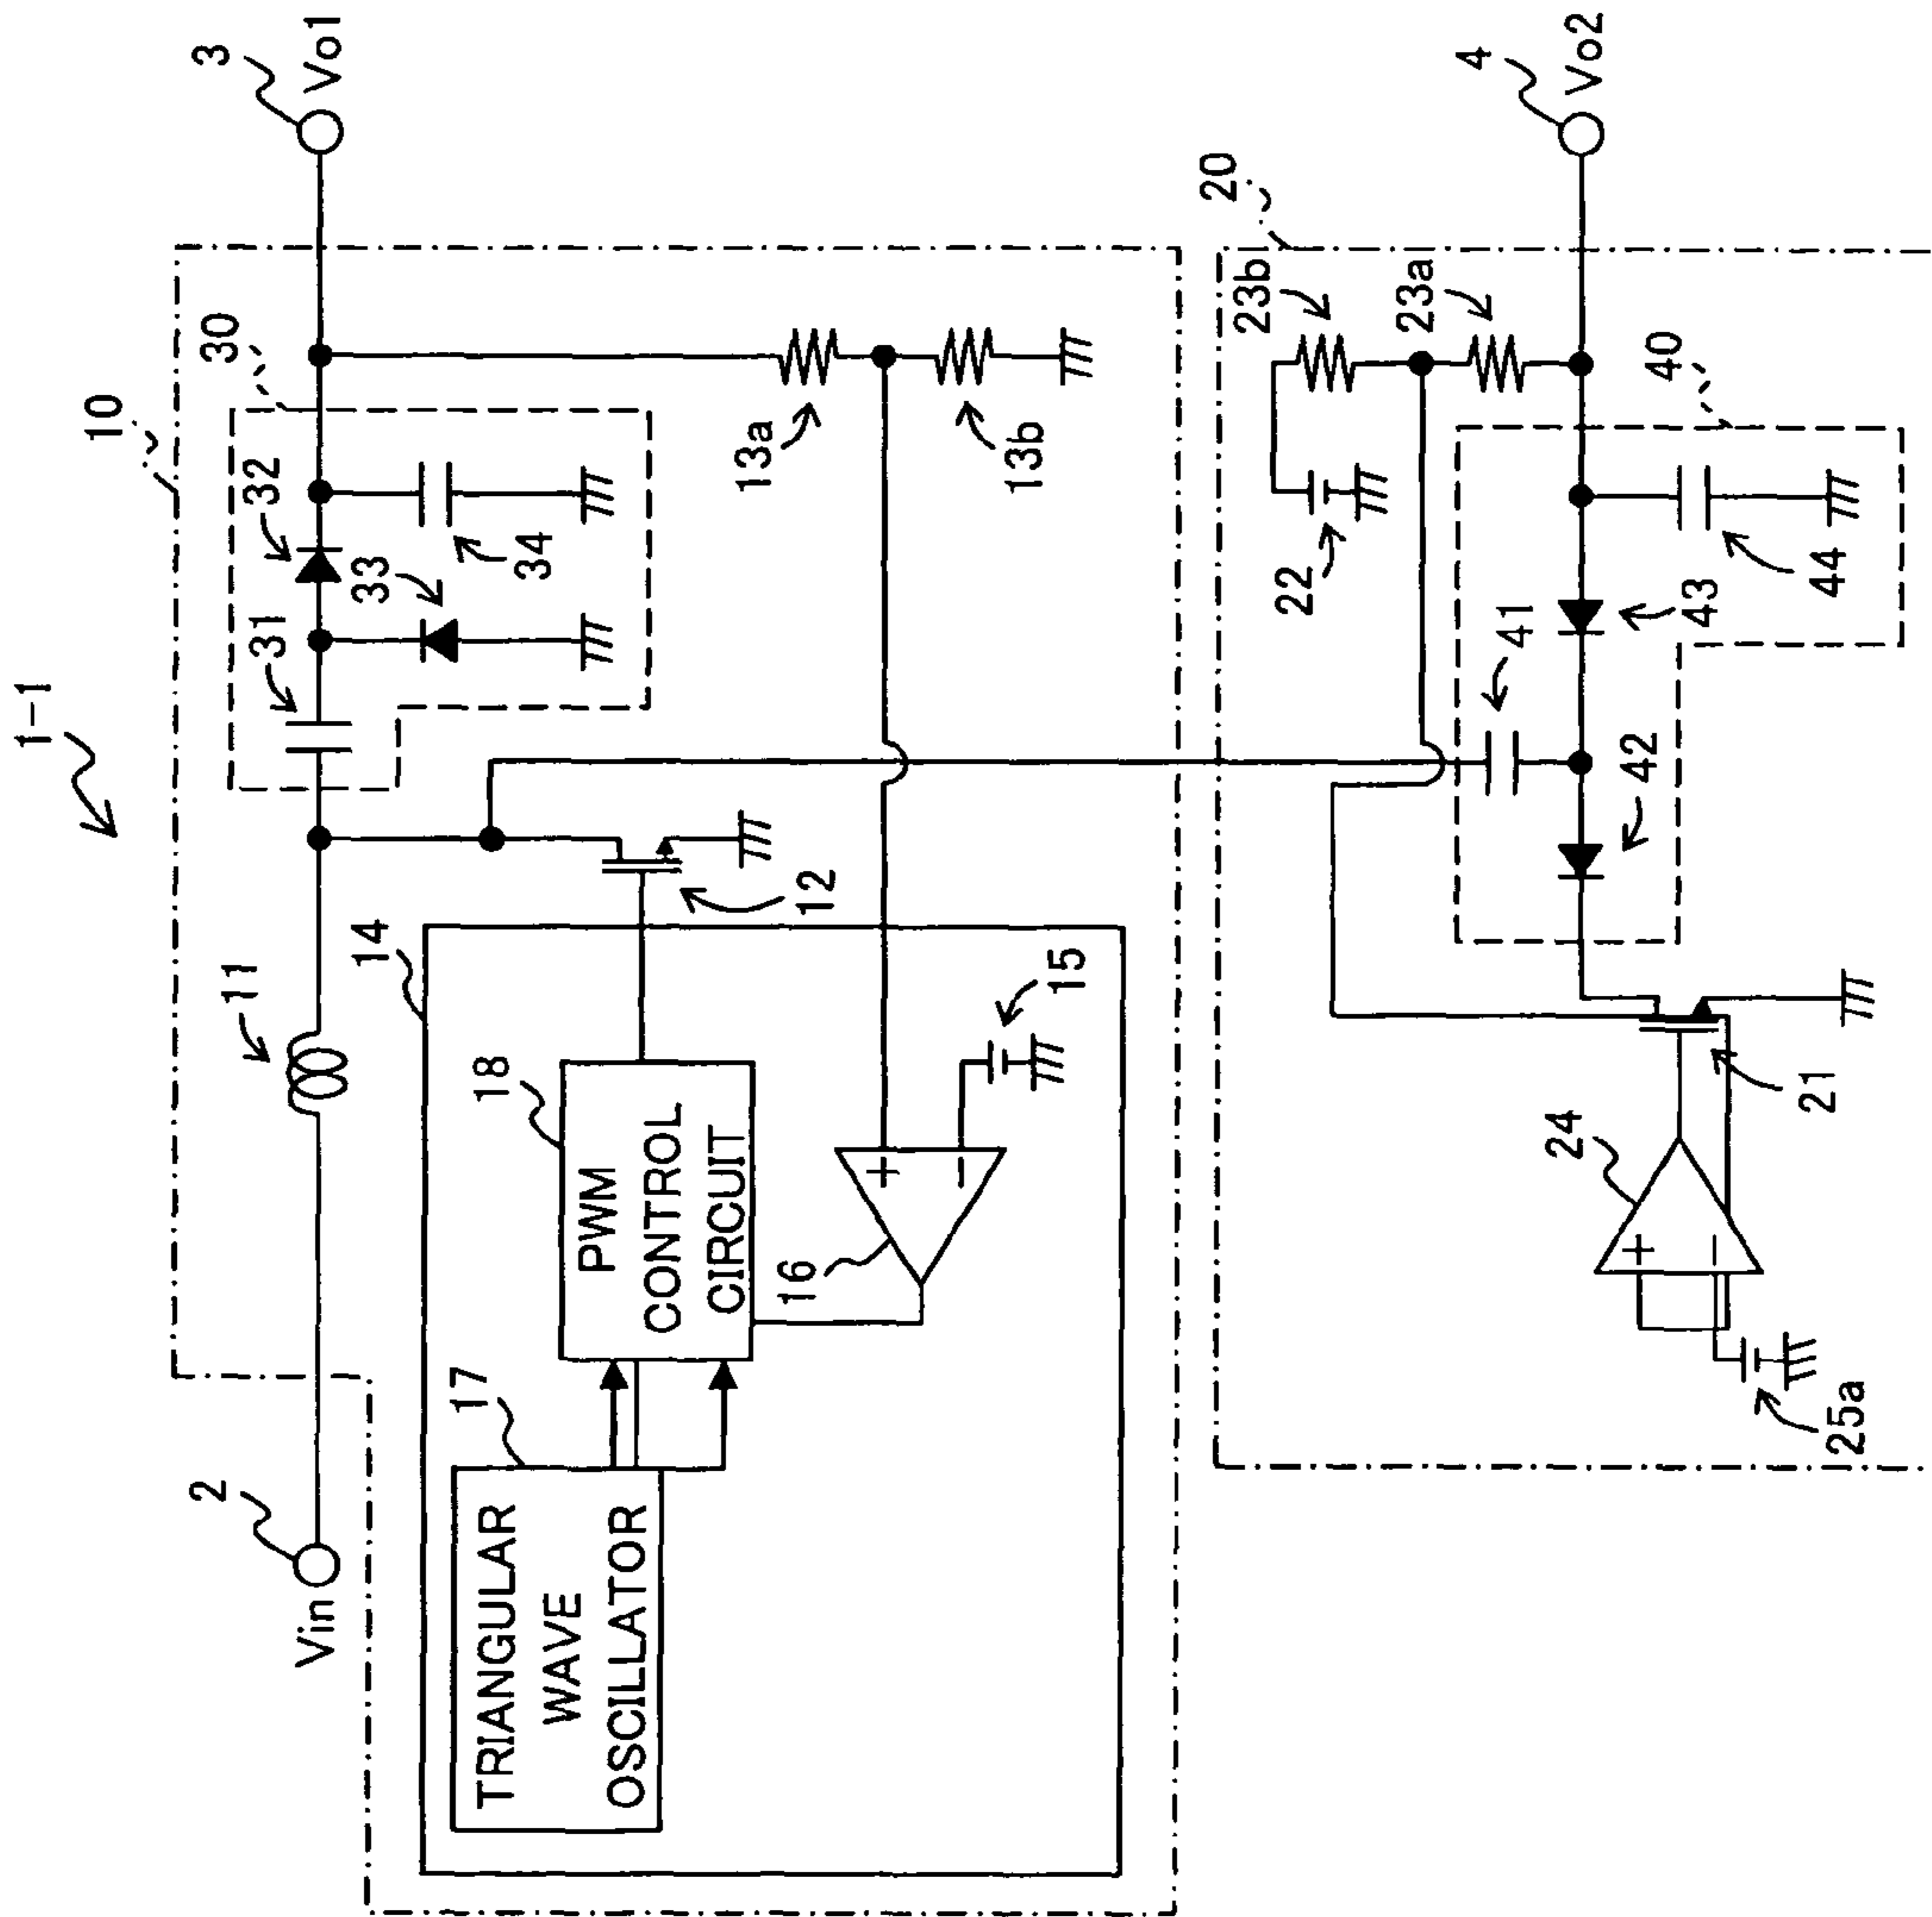 1-1
10
30
3
Vo1
32
31
33
34
11
2
Vin
14
12
13a
13b
18
17
PWM
CONTROL
CIRCUIT
TRIANGULAR
WAVE
OSCILLATOR
16
+
−
15
20
23b
23a
22
4
Vo2
40
41
42
43
44
24
+
−
21
25a